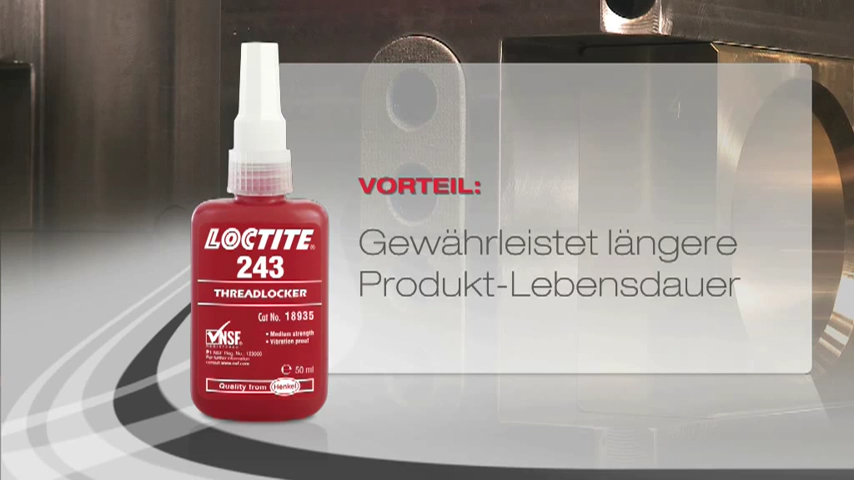 VORTEIL:
Gewährleistet längere
Produkt-Lebensdauer
LOCTITE®
243
THREADLOCKER
Cat No. 18935
• Medium strength
• Vibration proof
NSF
℮ 50 ml
Quality from Henkel